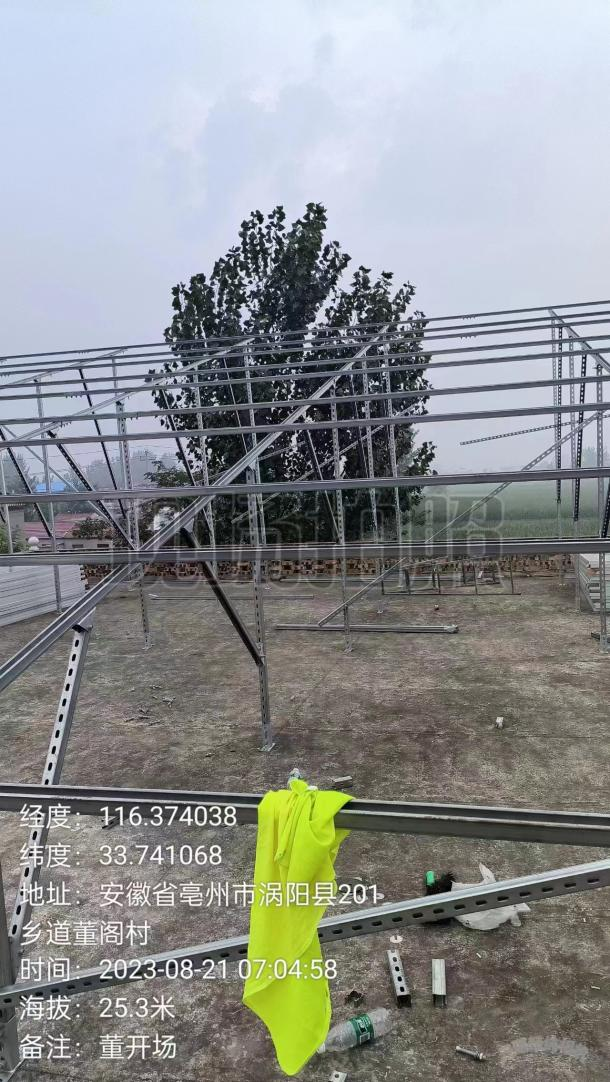 经度：116.374038
纬度：33.741068
地址：安徽省亳州市涡阳县201
乡道董阁村
时间：2023-08-21 07:04:58
海拔：25.3米
备注：董开场